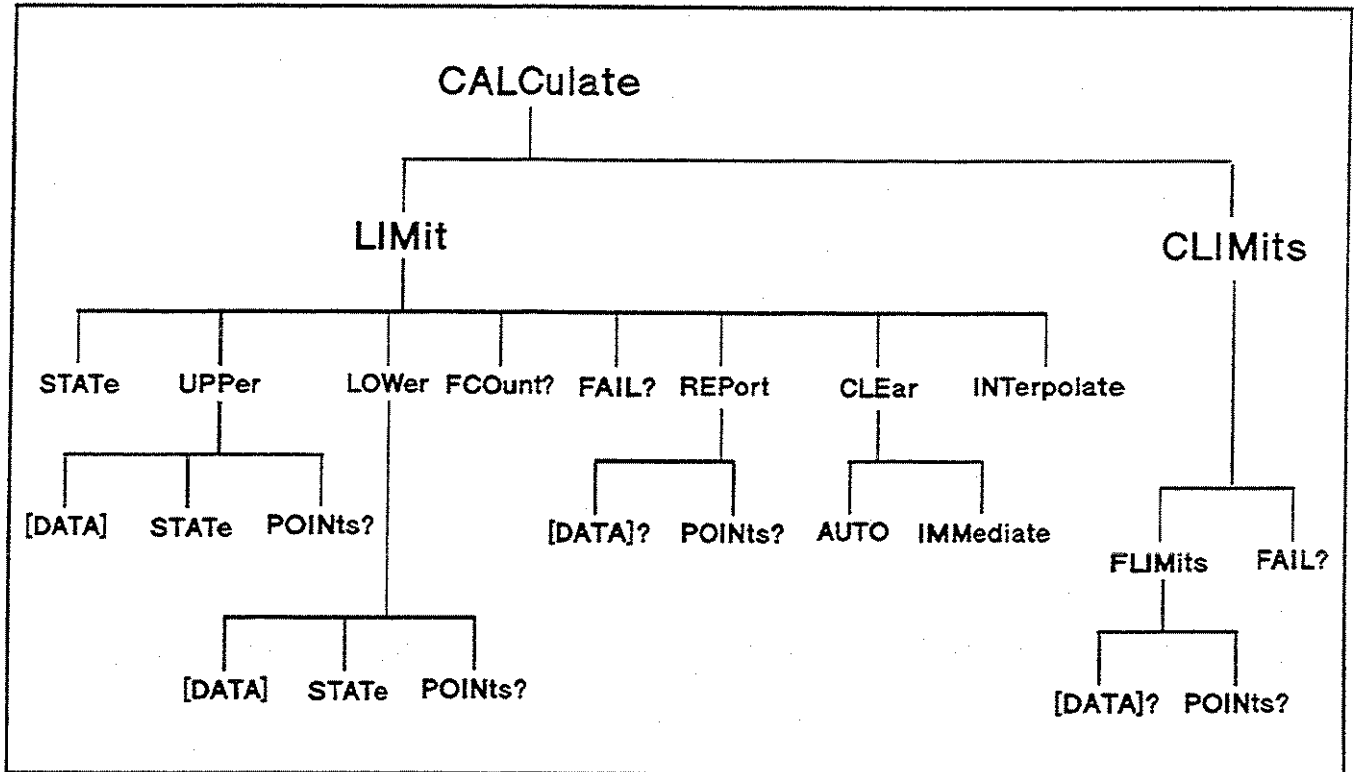 CALCulate
LIMit
CLIMits
STATe UPPer LOWer FCOunt? FAIL? REPort CLEar INTerpolate
[DATA] STATe POINts? [DATA]? POINts? AUTO IMMediate
FLIMits FAIL?
[DATA] STATe POINts?
[DATA]? POINts?